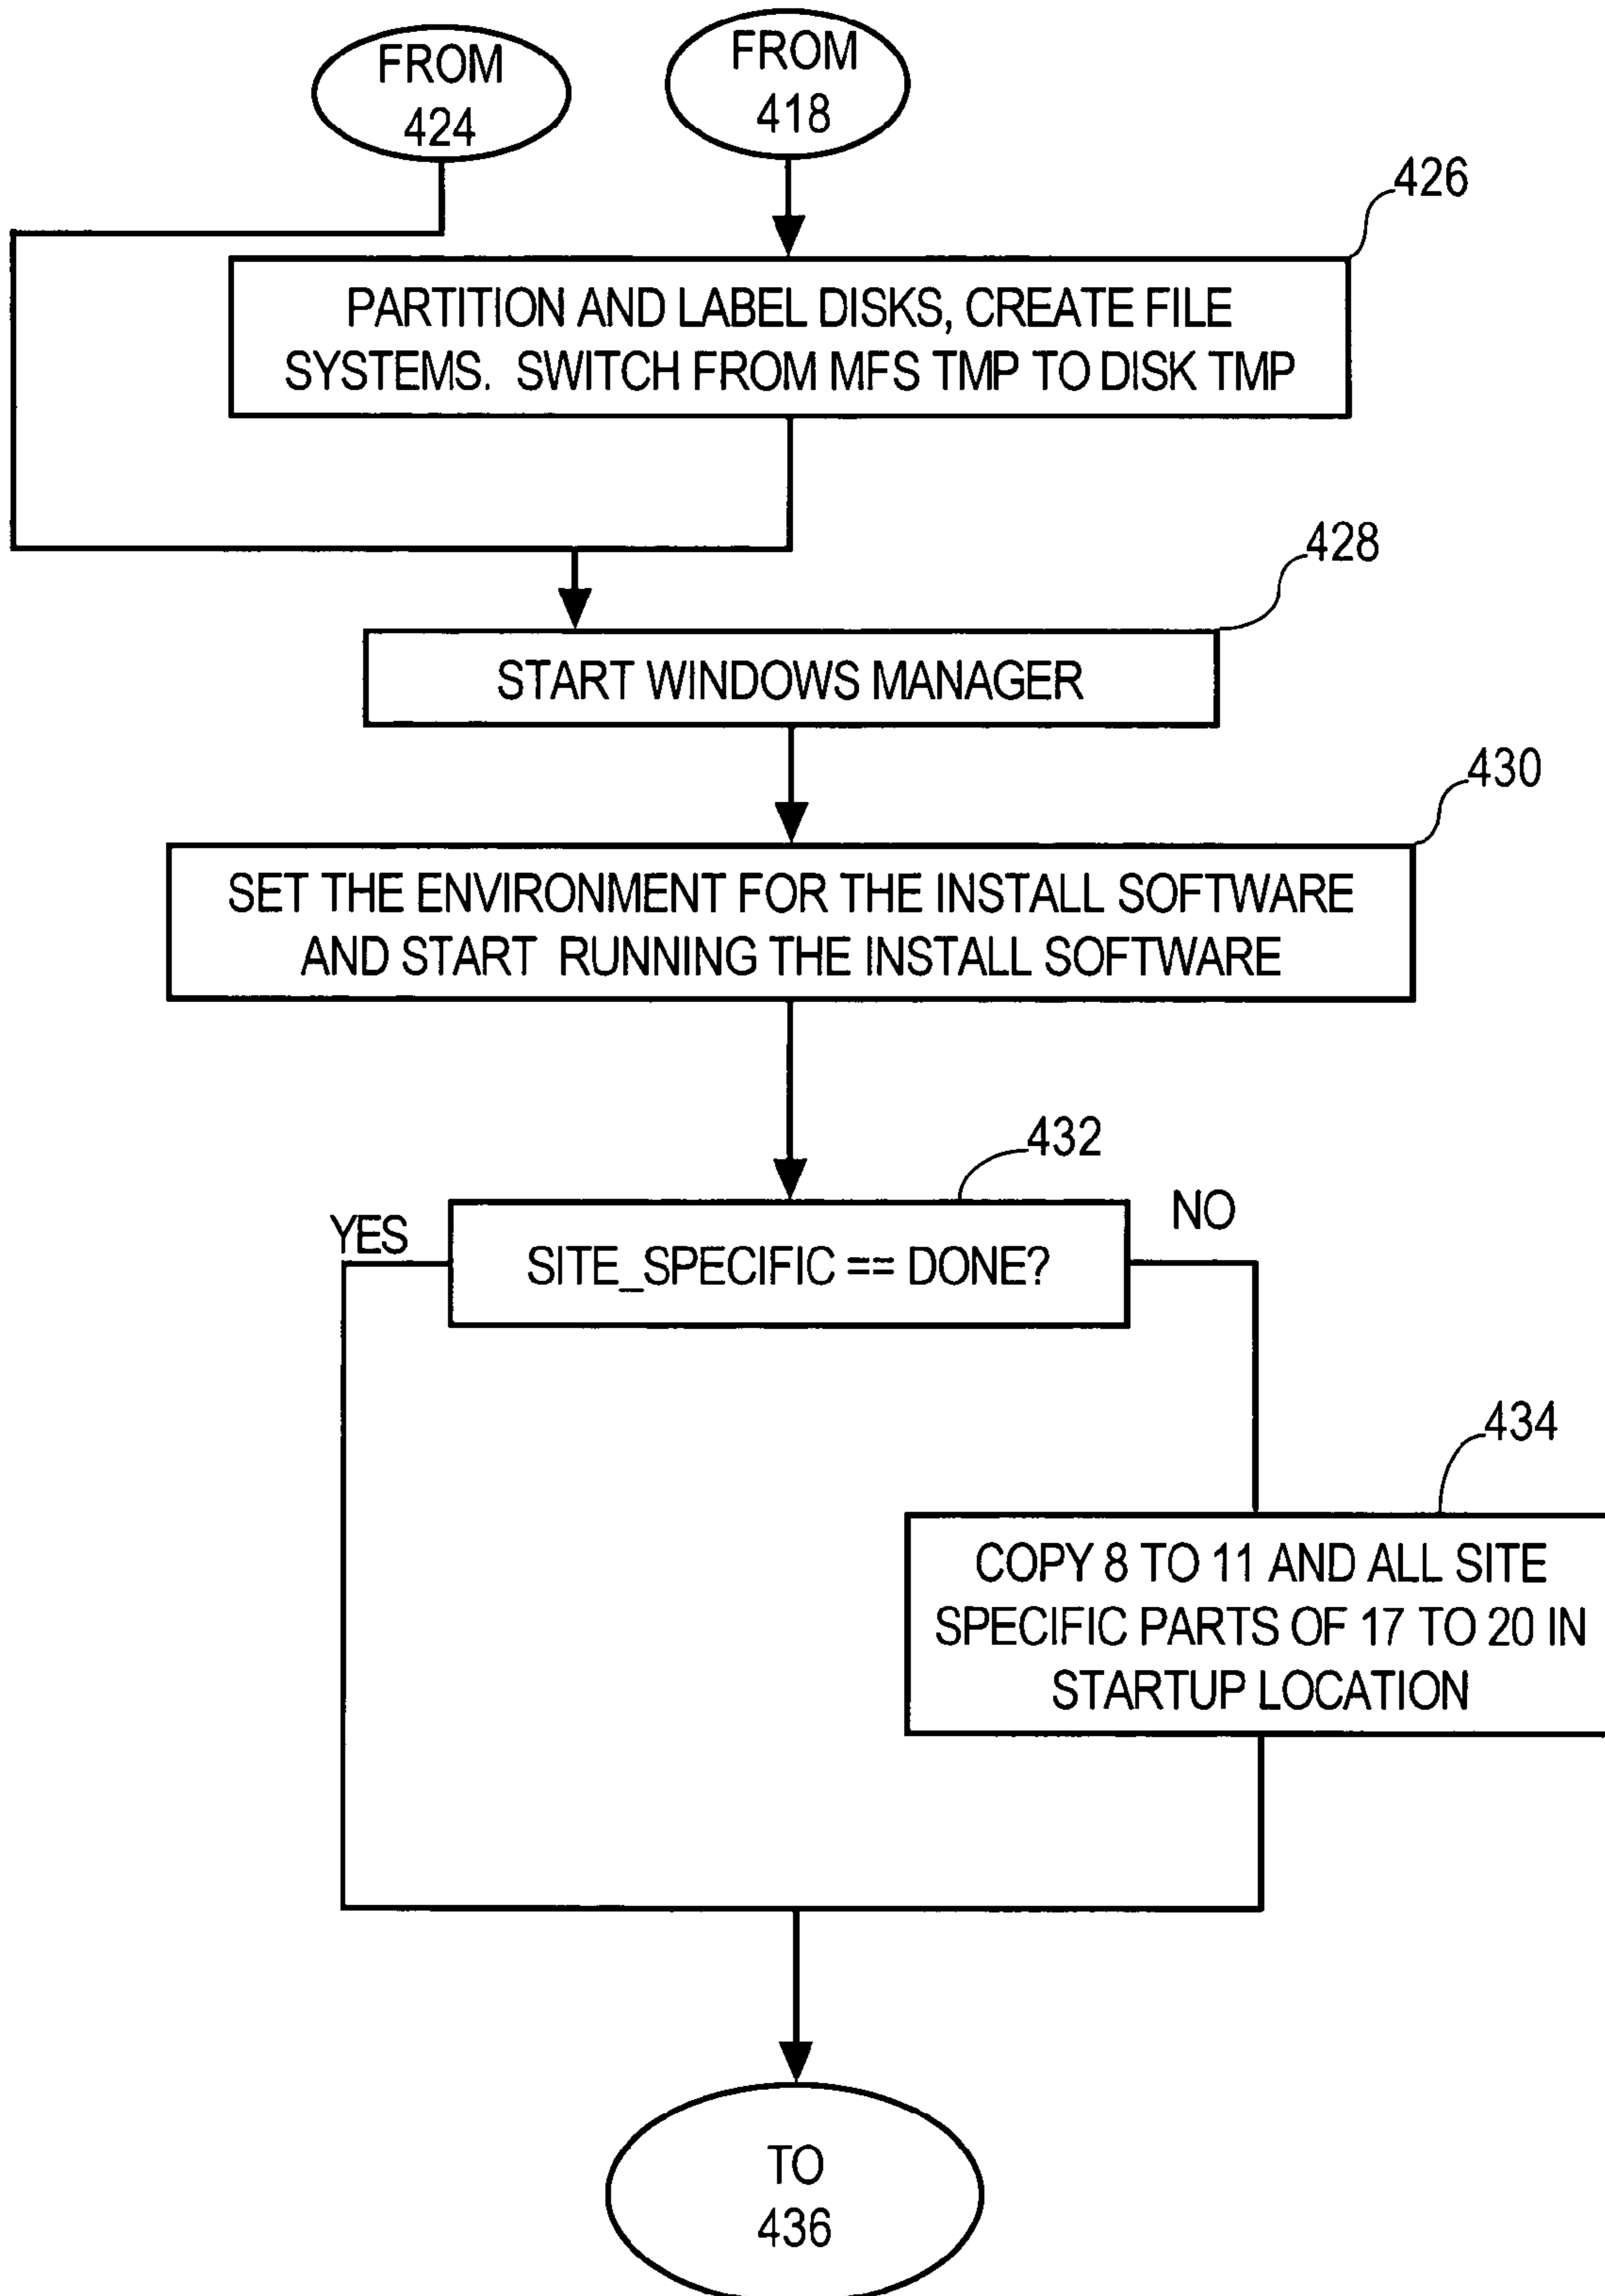 FROM
424
FROM
418
426
PARTITION AND LABEL DISKS, CREATE FILE
SYSTEMS. SWITCH FROM MFS TMP TO DISK TMP
428
START WINDOWS MANAGER
430
SET THE ENVIRONMENT FOR THE INSTALL SOFTWARE
AND START RUNNING THE INSTALL SOFTWARE
432
YES
NO
SITE_SPECIFIC == DONE?
434
COPY 8 TO 11 AND ALL SITE
SPECIFIC PARTS OF 17 TO 20 IN
STARTUP LOCATION
TO
436